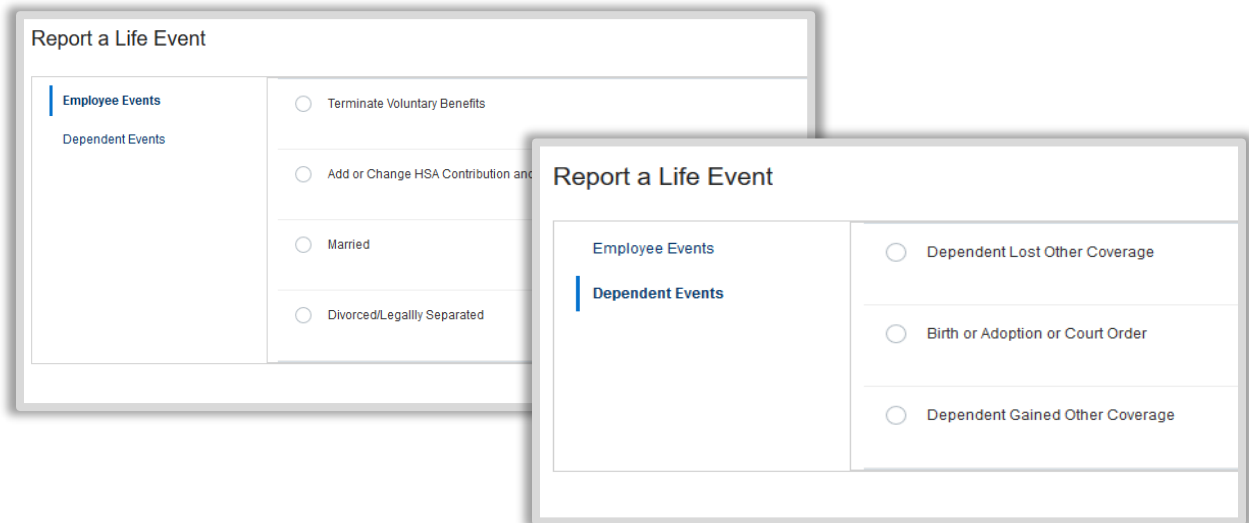 Report a Life Event
Employee Events
Dependent Events
Terminate Voluntary Benefits
Add or Change HSA Contribution and
Married
Divorced/Legallly Separated
Report a Life Event
Employee Events
Dependent Events
Dependent Lost Other Coverage
Birth or Adoption or Court Order
Dependent Gained Other Coverage